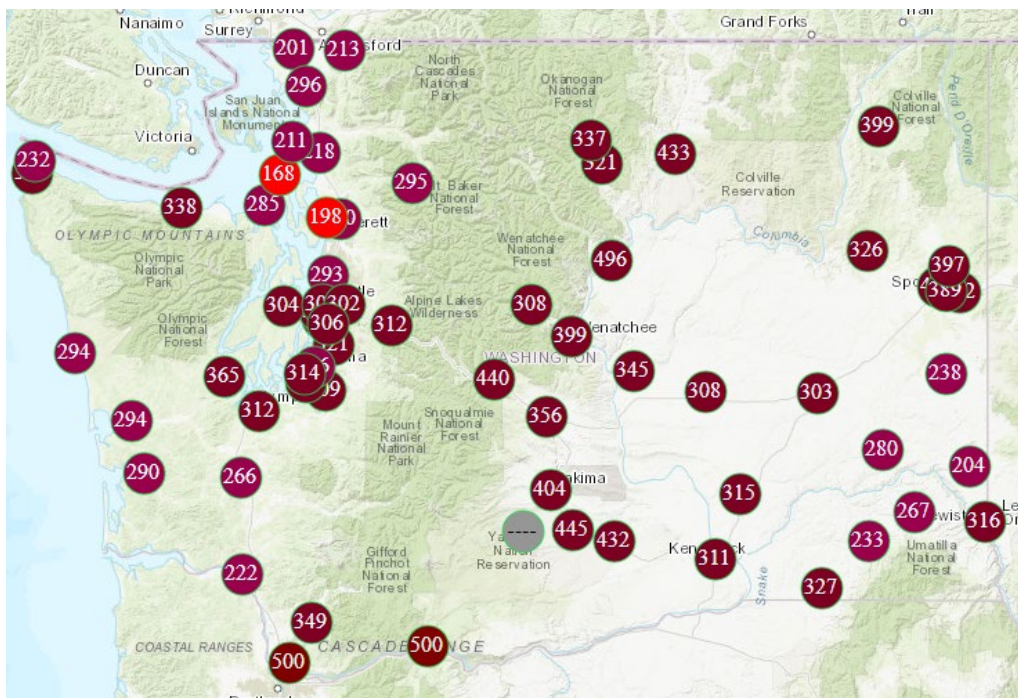 Nanaimo
Surrey
Grand Forks
201
213
Duncan
296
North
Cascades
National
Park
Okanogan
National
Forest
Colville
National
Forest
Pend D'Oreille
399
San Juan
Islands National
Monument
Victoria
211
218
337
321
433
232
168
295
Mt Baker
National
Forest
Colville
Reservation
338
285
198
OLYMPIC MOUNTAINS
Wenatchee
National
Forest
Columbia
326
Olympic
National
Park
496
397
293
389
304
302
308
306
312
Alpine Lakes
Wilderness
399
Wenatchee
Olympic
National
Forest
294
WASHINGTON
345
365
314
440
308
303
238
312
294
356
Mount
Rainier
National
Park
Snoqualmie
National
Forest
280
290
266
204
404
315
267
----
445
432
316
311
233
Umatilla
National
Forest
Reservation
Gifford
Pinchot
National
Forest
222
Snake
327
349
COASTAL RANGES
500
500